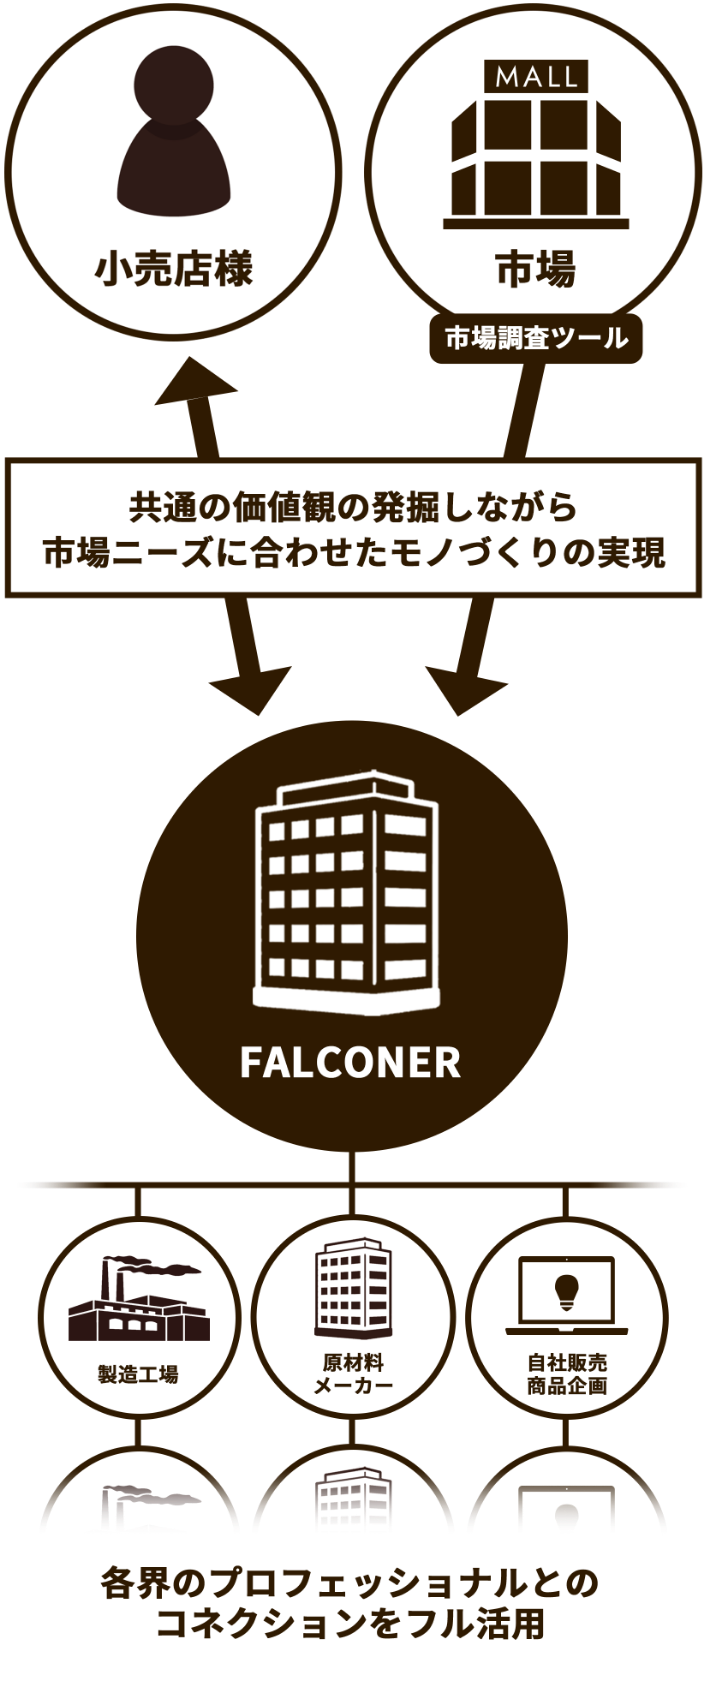 MALL
小売店様
市場
市場調査ツール
共通の価値観の発掘しながら
市場ニーズに合わせたモノづくりの実現
FALCONER
製造工場
原材料
メーカー
自社販売
商品企画
各界のプロフェッショナルとの
コネクションをフル活用